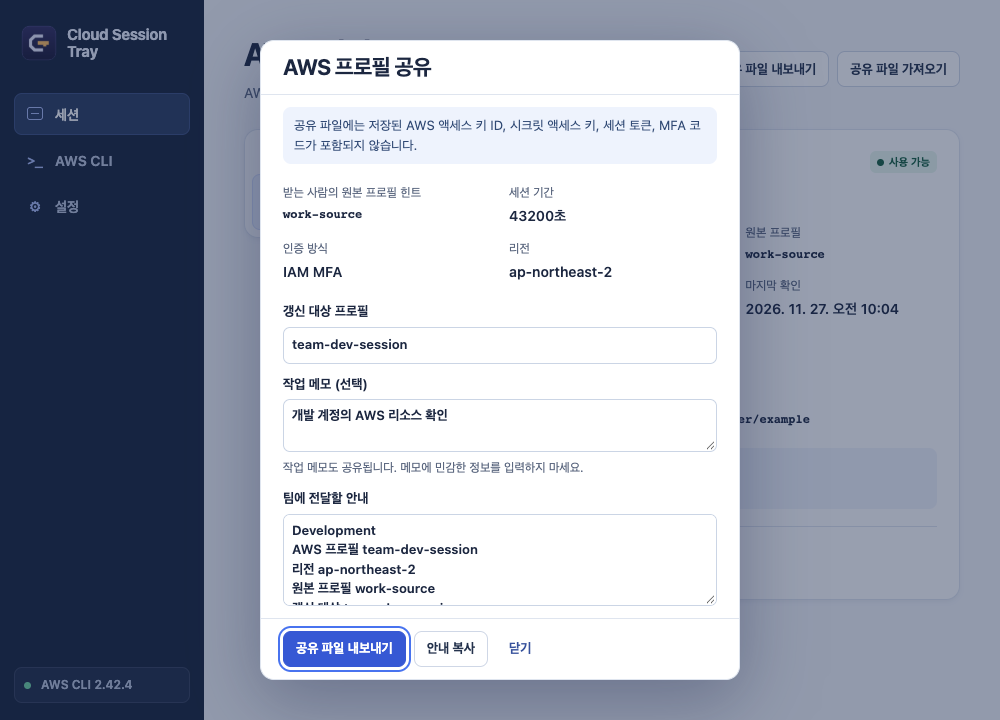 Cloud Session
Tray
세션
>_ AWS CLI
설정
AWS CLI 2.42.4
파일 내보내기
공유 파일 가져오기
사용 가능
원본 프로필
work-source
마지막 확인
2026. 11. 27. 오전 10:04
er/example
AWS 프로필 공유
공유 파일에는 저장된 AWS 액세스 키 ID, 시크릿 액세스 키, 세션 토큰, MFA 코
드가 포함되지 않습니다.
받는 사람의 원본 프로필 힌트
work-source
세션 기간
43200초
인증 방식
IAM MFA
리전
ap-northeast-2
갱신 대상 프로필
team-dev-session
작업 메모 (선택)
개발 계정의 AWS 리소스 확인
작업 메모도 공유됩니다. 메모에 민감한 정보를 입력하지 마세요.
팀에 전달할 안내
Development
AWS 프로필 team-dev-session
리전 ap-northeast-2
원본 프로필 work-source
공유 파일 내보내기
안내 복사
닫기